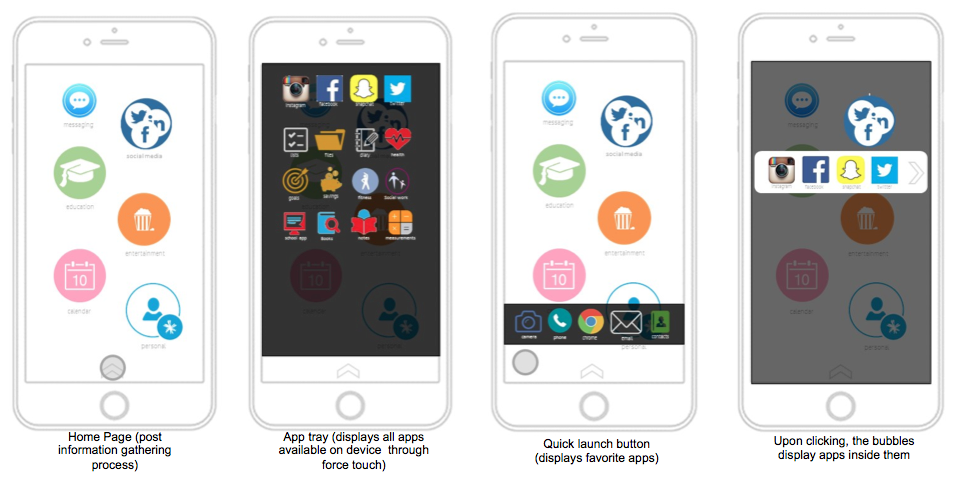 messaging
social media
education
entertainment
10
calendar
personal
Home Page (post
information gathering
process)
instagram facebook snapchat twitter
lists files diary health
goals savings fitness Social work
school app Books notes measurements
App tray (displays all apps
available on device through
force touch)
messaging
social media
education
entertainment
10
calendar
camera phone chrome Email contacts
personal
Quick launch button
(displays favorite apps)
messaging
instagram facebook snapchat twitter
entertainment
10
calendar
personal
Upon clicking, the bubbles
display apps inside them